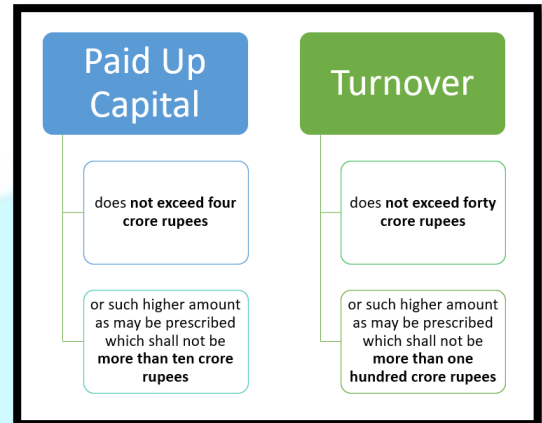 Paid Up
Capital
does not exceed four
crore rupees
or such higher amount
as may be prescribed
which shall not be
more than ten crore
rupees
Turnover
does not exceed forty
crore rupees
or such higher amount
as may be prescribed
which shall not be
more than one
hundred crore rupees